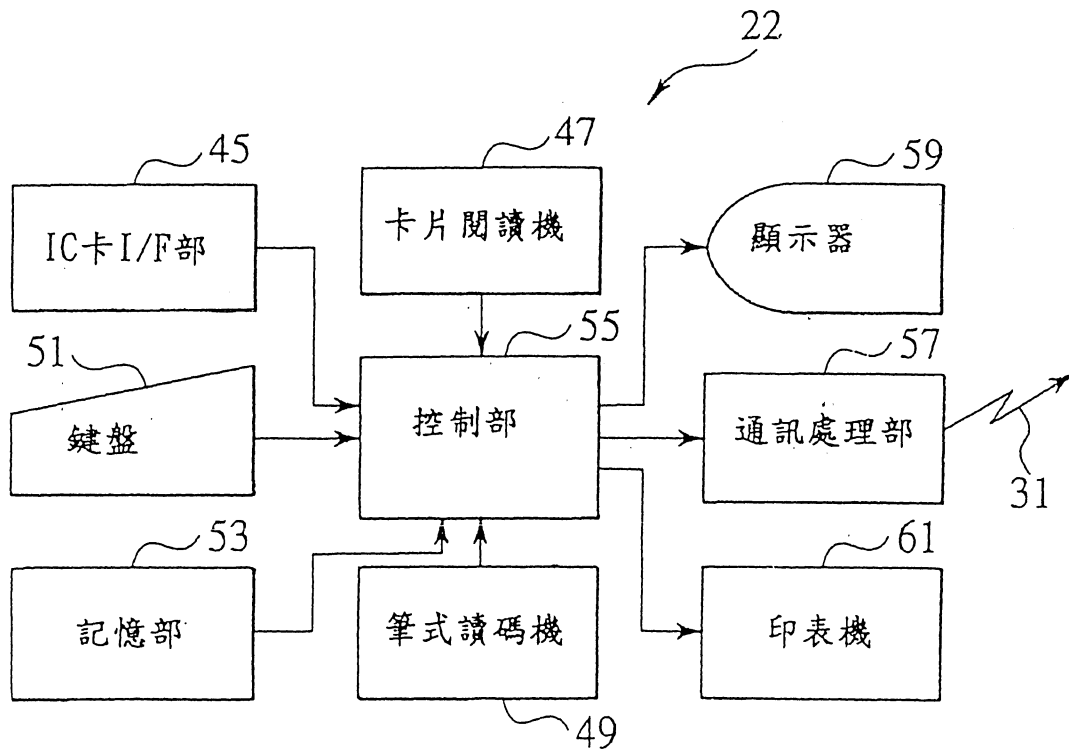 22
45
IC卡I/F部
47
卡片閱讀機
59
顯示器
51
鍵盤
55
控制部
57
通訊處理部
31
53
記憶部
筆式讀碼機
49
61
印表機